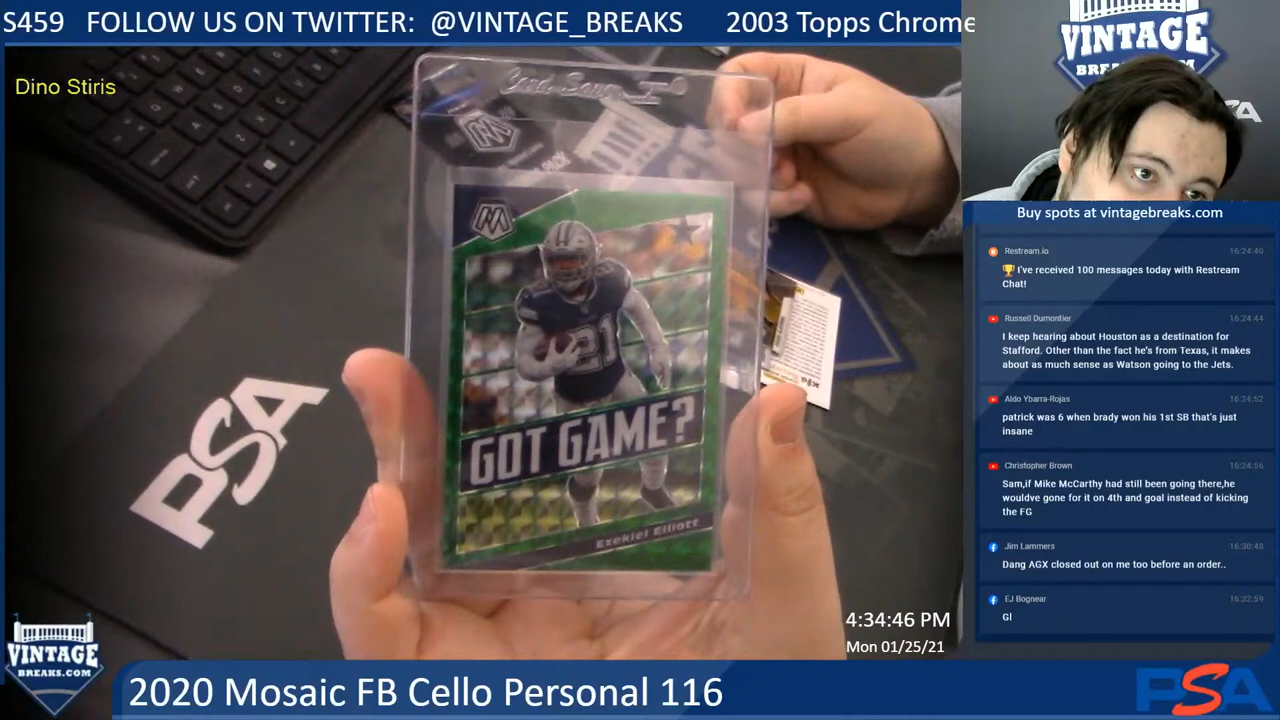 S459 FOLLOW US ON TWITTER: @VINTAGE_BREAKS 2003 Topps Chrome
Dino Stiris
Card Saver
GOT GAME?
21
Ezekiel Elliott
PSA
4:34:46 PM
Mon 01/25/21
VINTAGE
BREAKS.COM
2020 Mosaic FB Cello Personal 116
PSA
VINTAGE
Buy spots at vintagebreaks.com
Restream.io 16:24:40
🏆I've received 100 messages today with Restream
Chat!
Russell Dumontier 16:24:44
I keep hearing about Houston as a destination for
Stafford. Other than the fact he's from Texas, it makes
about as much sense as Watson going to the Jets.
Aldo Ybarra-Rojas 16:24:52
patrick was 6 when brady won his 1st SB that's just
insane
Christopher Brown 16:24:56
Sam,if Mike McCarthy had still been going there,he
wouldve gone for it on 4th and goal instead of kicking
the FG
Jim Lammers 16:30:48
Dang AGX closed out on me too before an order..
EJ Bognear 16:32:59
Gl